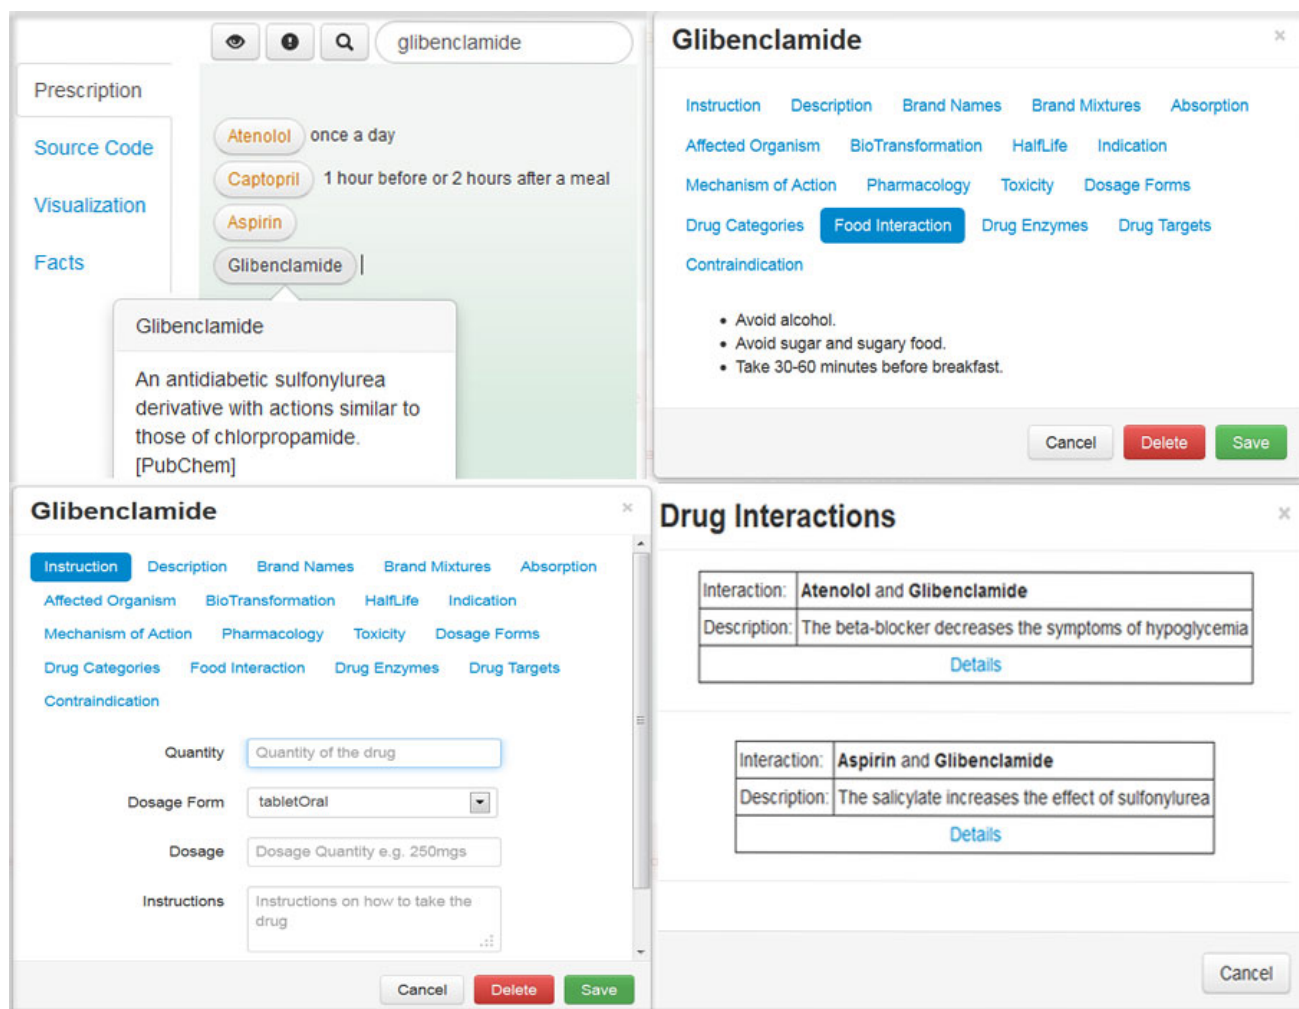 glibenclamide
Prescription
Source Code
Visualization
Facts
Atenolol once a day
Captopril 1 hour before or 2 hours after a meal
Aspirin
Glibenclamide
Glibenclamide
An antidiabetic sulfonylurea
derivative with actions similar to
those of chlorpropamide.
[PubChem]
Glibenclamide ×
Instruction Description Brand Names Brand Mixtures Absorption
Affected Organism BioTransformation HalfLife Indication
Mechanism of Action Pharmacology Toxicity Dosage Forms
Drug Categories Food Interaction Drug Enzymes Drug Targets
Contraindication
• Avoid alcohol.
• Avoid sugar and sugary food.
• Take 30-60 minutes before breakfast.
Cancel Delete Save
Glibenclamide ×
Instruction Description Brand Names Brand Mixtures Absorption
Affected Organism BioTransformation HalfLife Indication
Mechanism of Action Pharmacology Toxicity Dosage Forms
Drug Categories Food Interaction Drug Enzymes Drug Targets
Contraindication
Quantity Quantity of the drug
Dosage Form tabletOral
Dosage Dosage Quantity e.g. 250mgs
Instructions Instructions on how to take the
drug
Cancel Delete Save
Drug Interactions ×
Interaction: Atenolol and Glibenclamide
Description: The beta-blocker decreases the symptoms of hypoglycemia
Details
Interaction: Aspirin and Glibenclamide
Description: The salicylate increases the effect of sulfonylurea
Details
Cancel